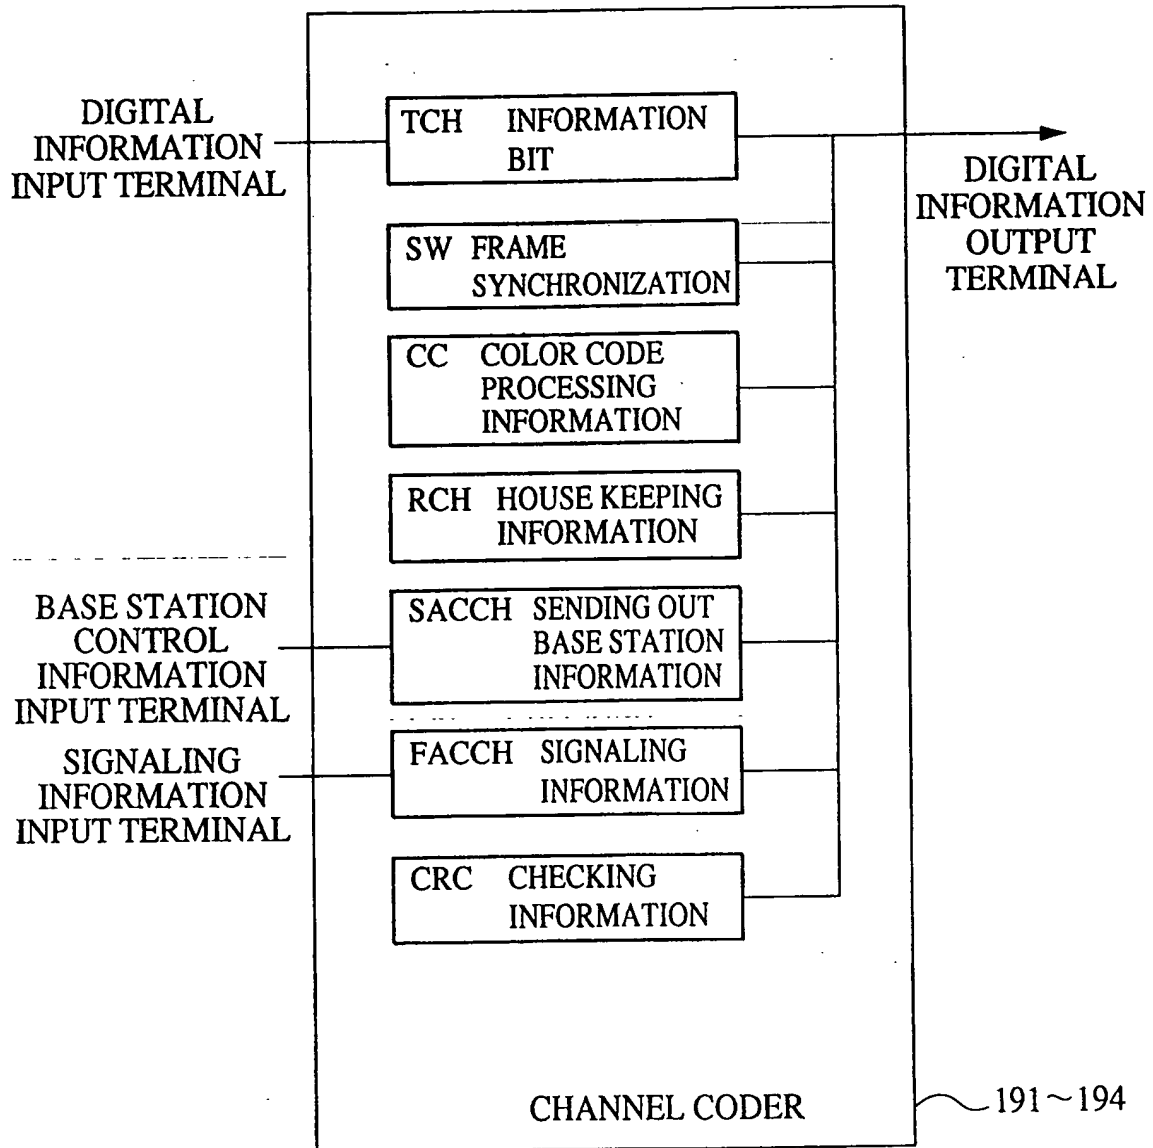 DIGITAL
INFORMATION
INPUT TERMINAL
TCH INFORMATION
BIT
DIGITAL
INFORMATION
OUTPUT
TERMINAL
SW FRAME
SYNCHRONIZATION
CC COLOR CODE
PROCESSING
INFORMATION
RCH HOUSE KEEPING
INFORMATION
BASE STATION
CONTROL
INFORMATION
INPUT TERMINAL
SACCH SENDING OUT
BASE STATION
INFORMATION
SIGNALING
INFORMATION
INPUT TERMINAL
FACCH SIGNALING
INFORMATION
CRC CHECKING
INFORMATION
CHANNEL CODER
191~194